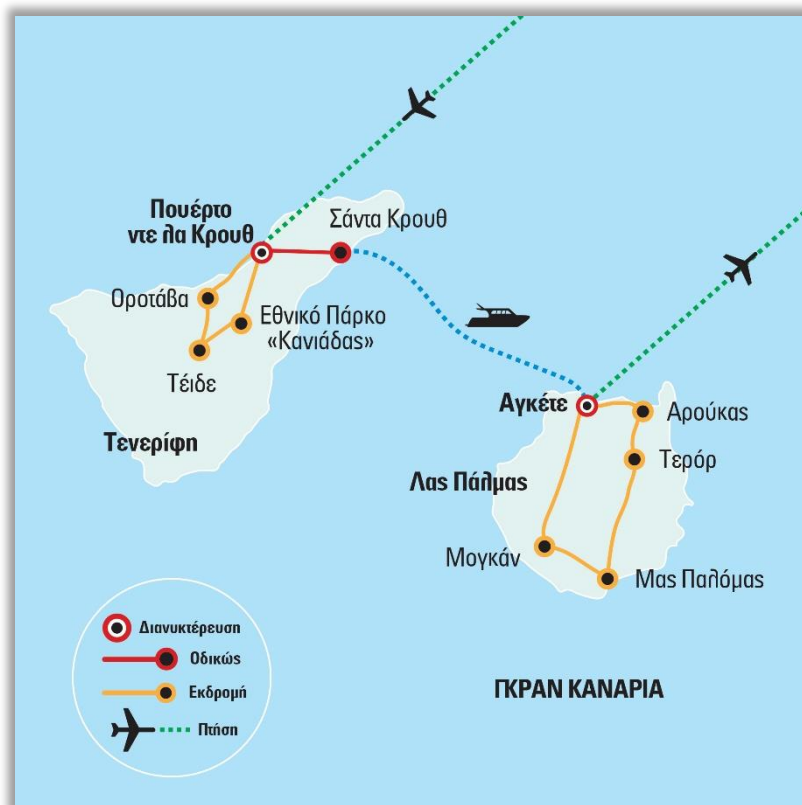 Πουέρτο
ντε λα Κρουθ
Σάντα Κρουθ
Οροτάβα
Εθνικό Πάρκο
«Κανιάδας»
Τέιδε
Τενερίφη
Αγκέτε
Αρούκας
Τερόρ
Λας Πάλμας
Μογκάν
Μας Παλόμας
ΓΚΡΑΝ ΚΑΝΑΡΙΑ
Διανυκτέρευση
Οδικώς
Εκδρομή
Πτήση